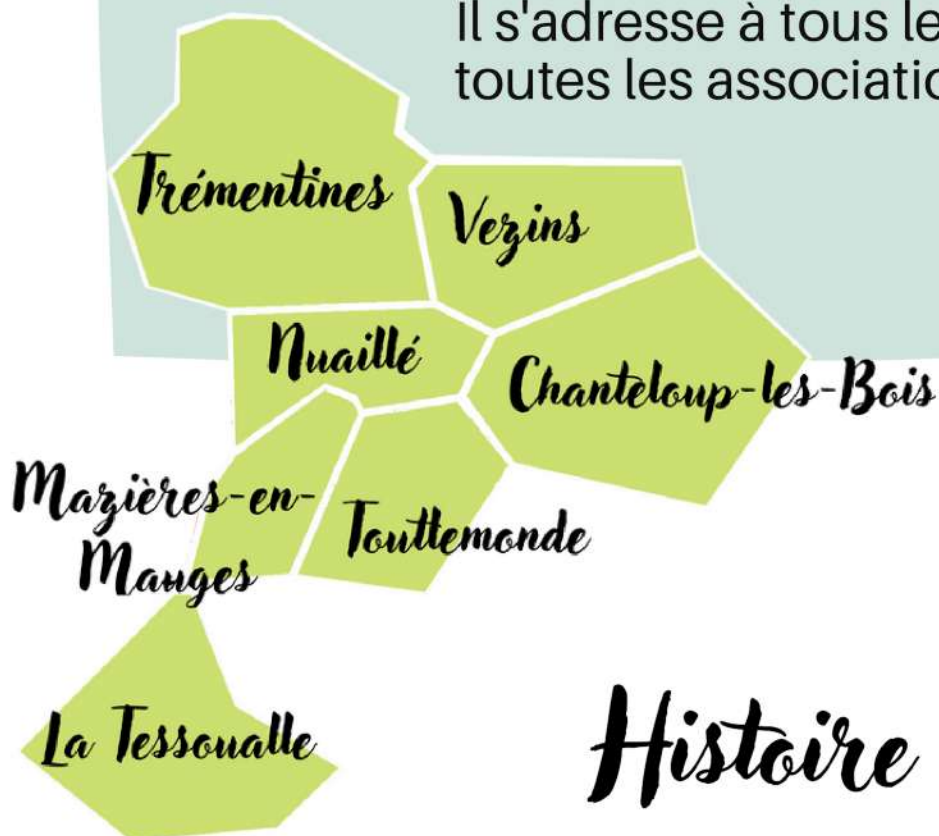 Il s'adresse à tous le
toutes les associatio
Trémentines
Vezins
Nuaillé
Chanteloup-les-Bois
Mazières-en-
Mauges
Touttemonde
La Tessoualle
Histoire